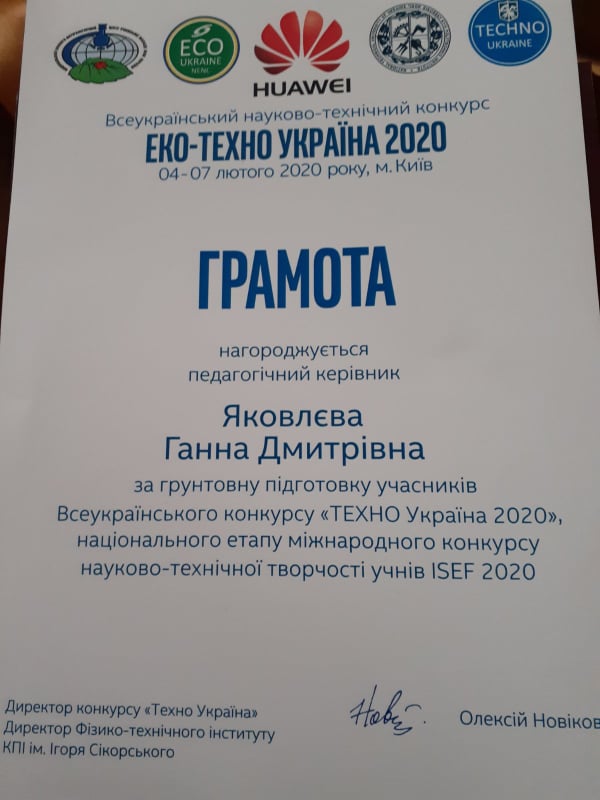 ECO
UKRAINE
NENK
HUAWEI
TECHNO
UKRAINE
Всеукраїнський науково-технічний конкурс
ЕКО-ТЕХНО УКРАЇНА 2020
04-07 лютого 2020 року, м. Київ
ГРАМОТА
нагороджується
педагогічний керівник
Яковлєва
Ганна Дмитрівна
за грунтовну підготовку учасників
Всеукраїнського конкурсу «ТЕХНО Україна 2020»,
національного етапу міжнародного конкурсу
науково-технічної творчості учнів ISEF 2020
Директор конкурсу «Техно Україна»
Директор Фізико-технічного інституту
КПІ ім. Ігоря Сікорського
Олексій Новіков